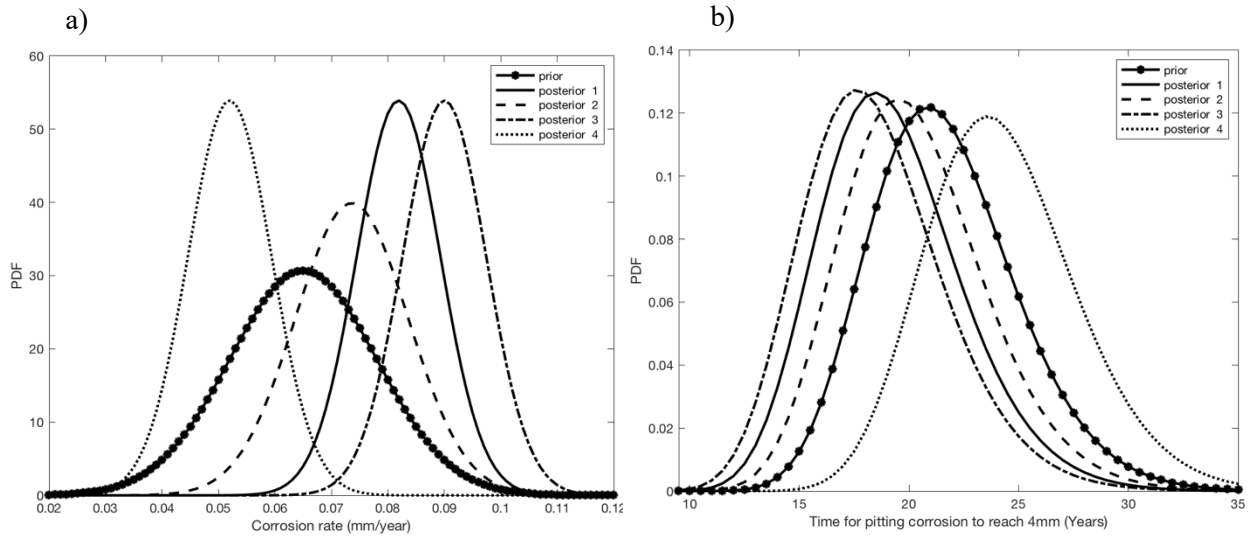 a)
60
50
40
30
20
10
0
PDF
0.02
0.03
0.04
0.05
0.06
0.07
0.08
0.09
0.1
0.11
0.12
Corrosion rate (mm/year)
prior
posterior 1
posterior 2
posterior 3
posterior 4
b)
0.14
0.12
0.1
0.08
0.06
0.04
0.02
0
PDF
10
15
20
25
30
35
Time for pitting corrosion to reach 4mm (Years)
prior
posterior 1
posterior 2
posterior 3
posterior 4